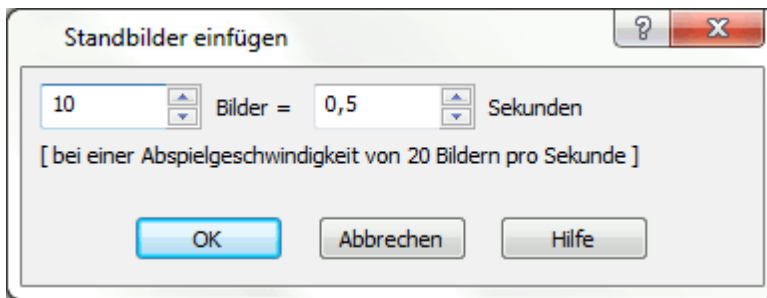 Standbilder einfügen
10 Bilder = 0,5 Sekunden
[ bei einer Abspielgeschwindigkeit von 20 Bildern pro Sekunde ]
OK Abbrechen Hilfe